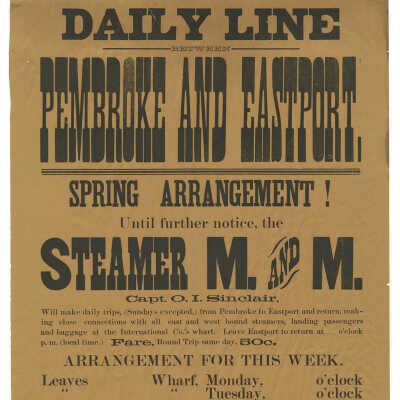 DAILY LINE
BETWEEN
PEMBROKE AND EASTPORT.
SPRING ARRANGEMENT !
Until further notice, the
STEAMER M. AND M.
Capt. O. I. Sinclair,
Will make daily trips, (Sundays excepted,) from Pembroke to Eastport and return, mak-
ing close connections with all east and west bound steamers, landing passengers
and baggage at the International Co.'s wharf. Leave Eastport to return at ... o'clock
p. m. (local time.) Fare, Round Trip same day, 50c.
ARRANGEMENT FOR THIS WEEK.
Leaves Wharf, Monday, o'clock
" " Tuesday, o'clock